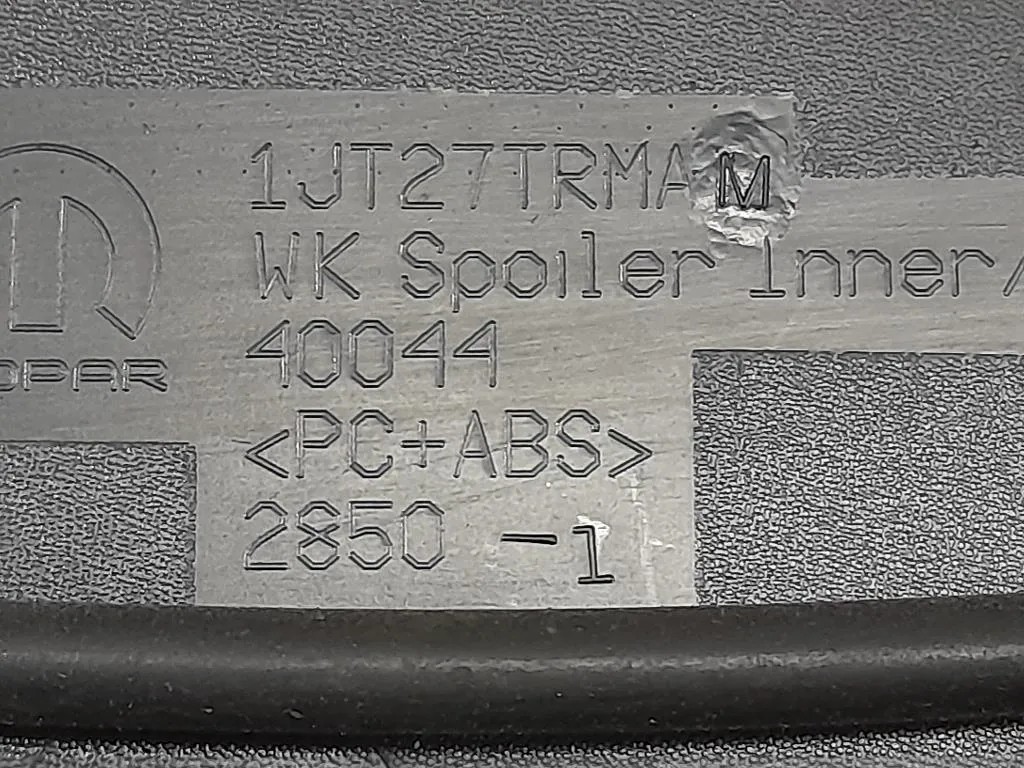 1JT27TRMAM
WK Spoiler Inner/
40044
OPAR
<PC+ABS>
2850 -1